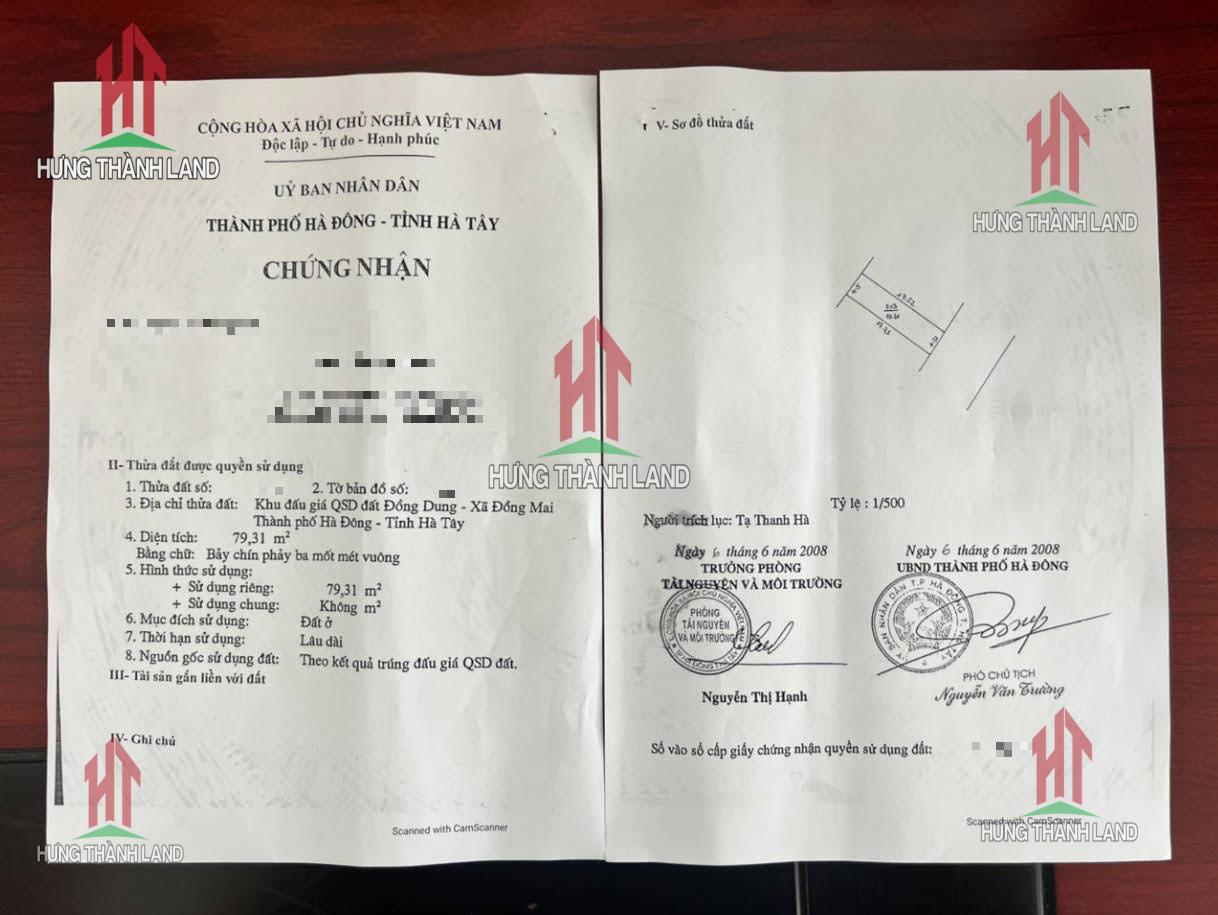 HƯNG THÀNH LAND
CỘNG HÒA XÃ HỘI CHỦ NGHĨA VIỆT NAM
Độc lập - Tự do - Hạnh phúc
UỶ BAN NHÂN DÂN
THÀNH PHỐ HÀ ĐÔNG - TỈNH HÀ TÂY
CHỨNG NHẬN
II- Thửa đất được quyền sử dụng
1. Thửa đất số: 2. Tờ bản đồ số:
3. Địa chỉ thửa đất: Khu đấu giá QSD đất Đồng Dung - Xã Đồng Mai
Thành phố Hà Đông - Tỉnh Hà Tây
4. Diện tích: 79,31 m²
Bằng chữ: Bảy chín phảy ba mốt mét vuông
5. Hình thức sử dụng:
+ Sử dụng riêng: 79,31 m²
+ Sử dụng chung: Không m²
6. Mục đích sử dụng: Đất ở
7. Thời hạn sử dụng: Lâu dài
8. Nguồn gốc sử dụng đất: Theo kết quả trúng đấu giá QSD đất.
III- Tài sản gắn liền với đất
IV- Ghi chú
Scanned with CamScanner
HƯNG THÀNH LAND
HƯNG THÀNH LAND
V- Sơ đồ thửa đất
HƯNG THÀNH LAND
Tỷ lệ : 1/500
Người trích lục: Tạ Thanh Hà
Ngày 6 tháng 6 năm 2008
TRƯỞNG PHÒNG
TÀI NGUYÊN VÀ MÔI TRƯỜNG
PHÒNG
TÀI NGUYÊN
VÀ MÔI TRƯỜNG
Nguyễn Thị Hạnh
Ngày 6 tháng 6 năm 2008
UBND THÀNH PHỐ HÀ ĐÔNG
PHÓ CHỦ TỊCH
Nguyễn Văn Trường
Số vào sổ cấp giấy chứng nhận quyền sử dụng đất:
Scanned with CamScanner
HƯNG THÀNH LAND